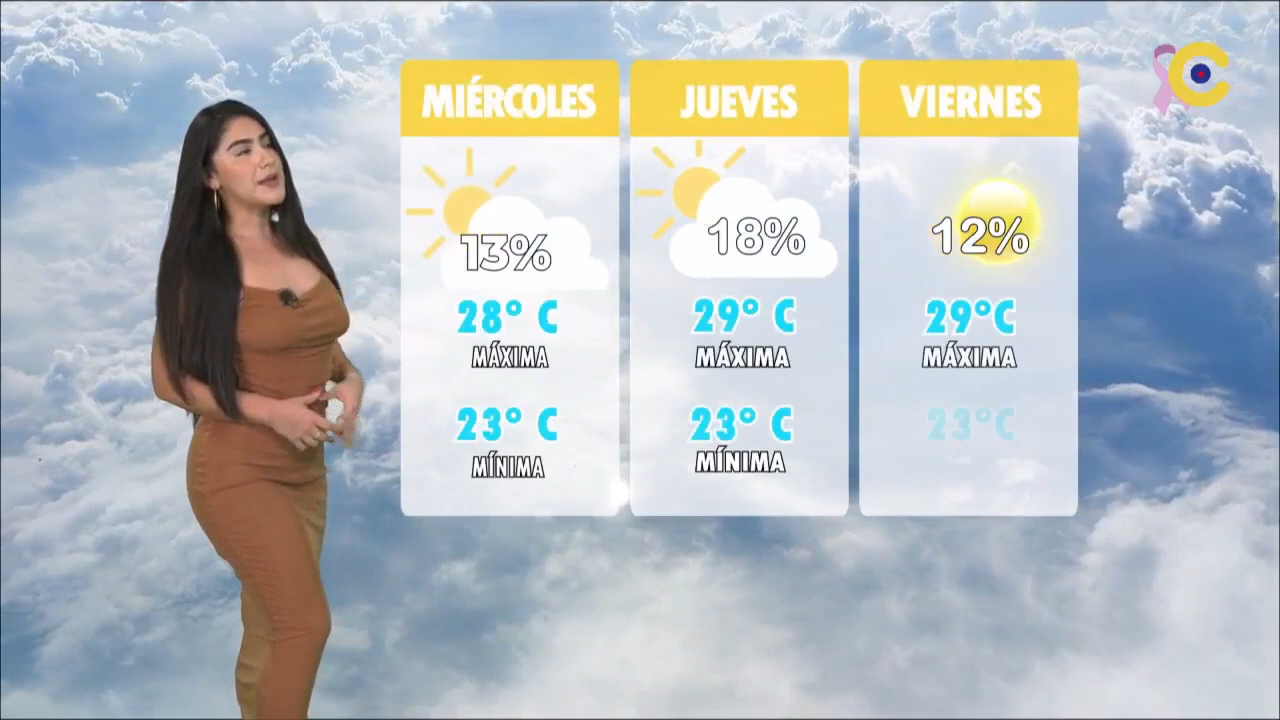 MIÉRCOLES
13%
28° C
MÁXIMA
23° C
MÍNIMA
JUEVES
18%
29° C
MÁXIMA
23° C
MÍNIMA
VIERNES
12%
29°C
MÁXIMA
23°C